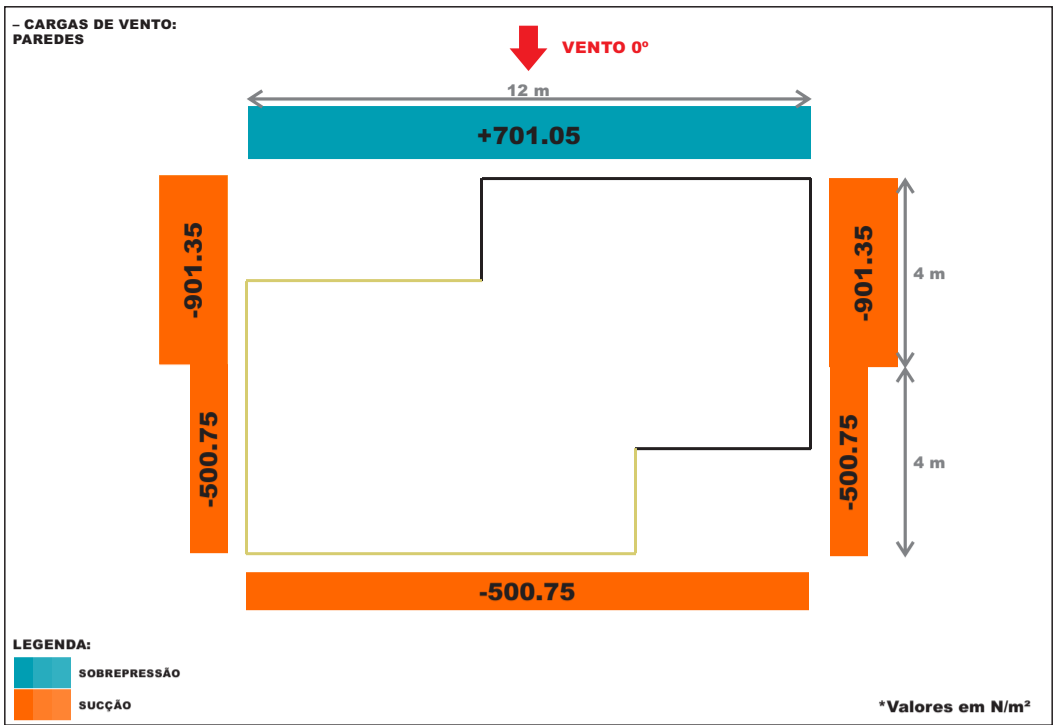 – CARGAS DE VENTO:
PAREDES
VENTO 0º
12 m
+701.05
-901.35
-901.35
4 m
-500.75
-500.75
4 m
-500.75
LEGENDA:
SOBREPRESSÃO
SUCÇÃO
*Valores em N/m²